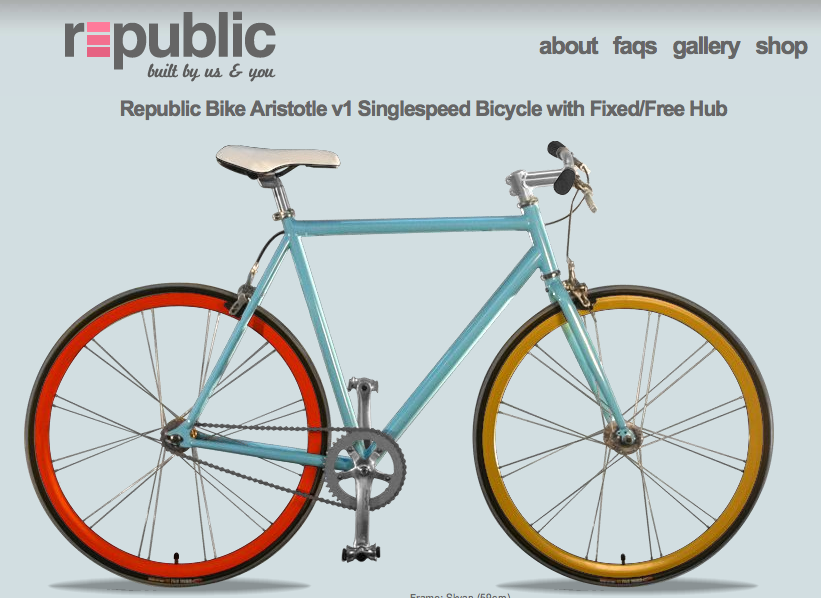 republic
built by us & you
about faqs gallery shop
Republic Bike Aristotle v1 Singlespeed Bicycle with Fixed/Free Hub
Frame: Skyan (59cm)